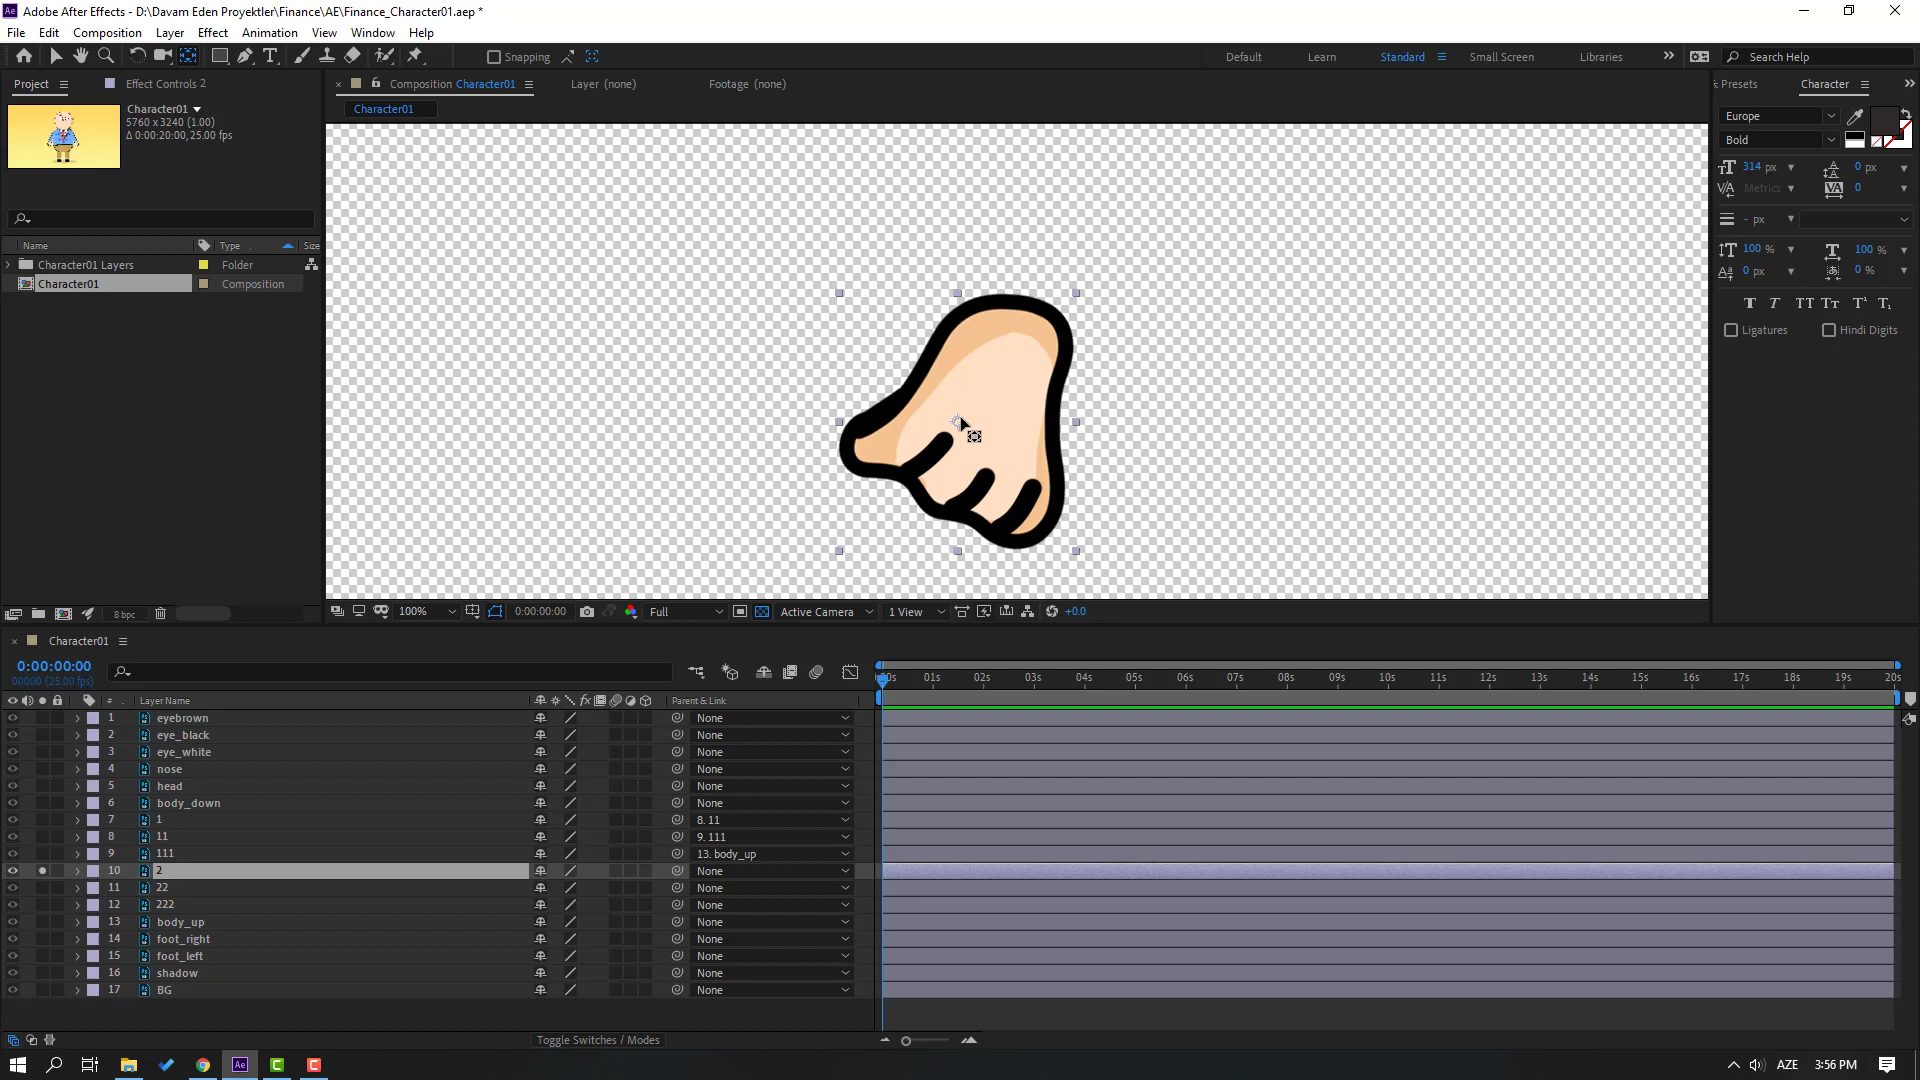 Adobe After Effects - D:\Davam Eden Proyektler\Finance\AE\Finance_Character01.aep *
File Edit Composition Layer Effect Animation View Window Help
Snapping
Default Learn Standard Small Screen Libraries
Search Help
Project
Effect Controls 2
Composition Character01
Layer (none)
Footage (none)
Presets
Character
Character01
5760 x 3240 (1.00)
Δ 0:00:20:00, 25.00 fps
Character01
Europe
Bold
314 px
0 px
Metrics
0
- px
100 %
100 %
0 px
0 %
Ligatures
Hindi Digits
Name Type Size
Character01 Layers Folder
Character01 Composition
8 bpc
100% 0:00:00:00 Full Active Camera 1 View +0.0
Character01
0:00:00:00
00000 (25.00 fps)
# Layer Name Parent & Link
:00s 01s 02s 03s 04s 05s 06s 07s 08s 09s 10s 11s 12s 13s 14s 15s 16s 17s 18s 19s 20s
1 eyebrown None
2 eye_black None
3 eye_white None
4 nose None
5 head None
6 body_down None
7 1 8. 11
8 11 9. 111
9 111 13. body_up
10 2 None
11 22 None
12 222 None
13 body_up None
14 foot_right None
15 foot_left None
16 shadow None
17 BG None
Toggle Switches / Modes
AZE 3:56 PM